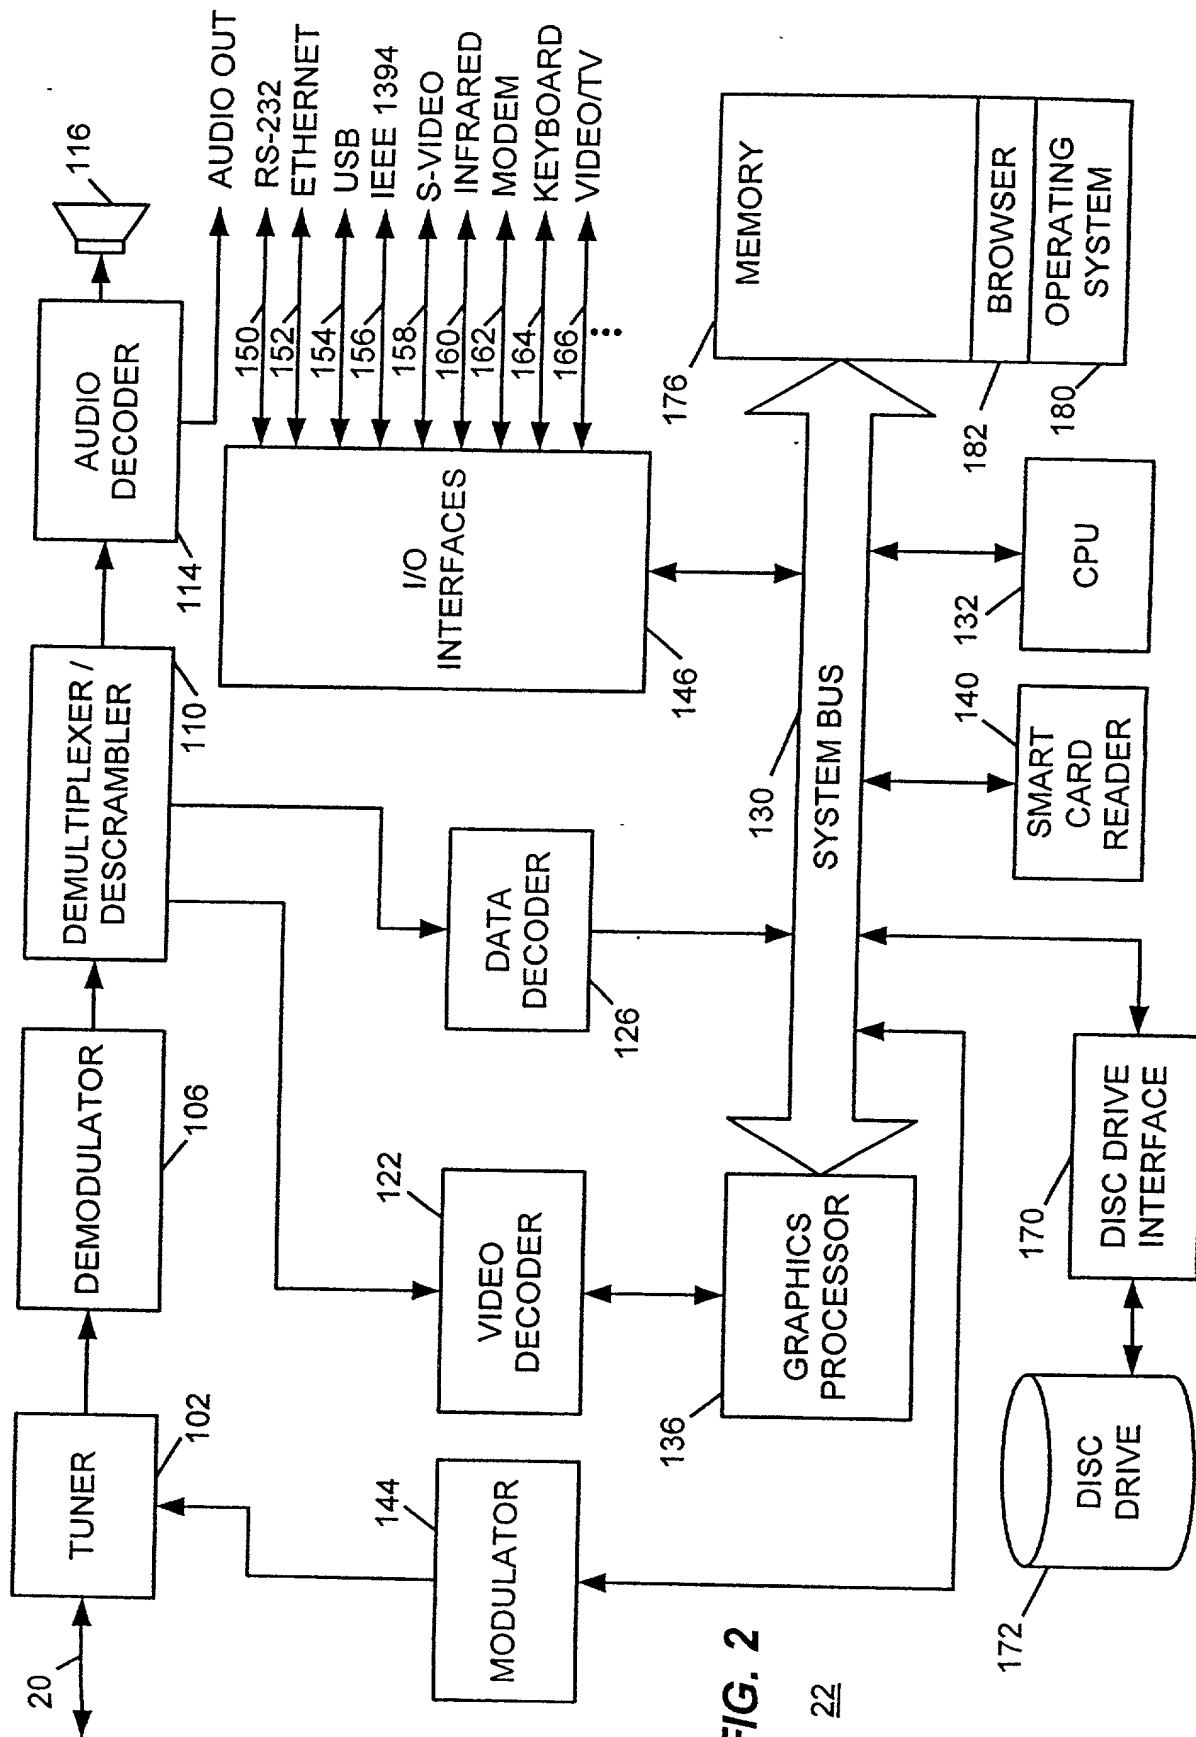 20
TUNER
102
DEMODULATOR
106
DEMULTIPLEXER /
DESCRAMBLER
110
AUDIO
DECODER
114
116
AUDIO OUT
RS-232
ETHERNET
USB
IEEE 1394
S-VIDEO
INFRARED
MODEM
KEYBOARD
VIDEO/TV
150
152
154
156
158
160
162
164
166
I/O
INTERFACES
146
MODULATOR
144
VIDEO
DECODER
122
DATA
DECODER
126
GRAPHICS
PROCESSOR
136
SYSTEM BUS
130
MEMORY
176
BROWSER
182
OPERATING
SYSTEM
180
DISC
DRIVE
172
DISC DRIVE
INTERFACE
170
SMART
CARD
READER
140
CPU
132
FIG. 2
22